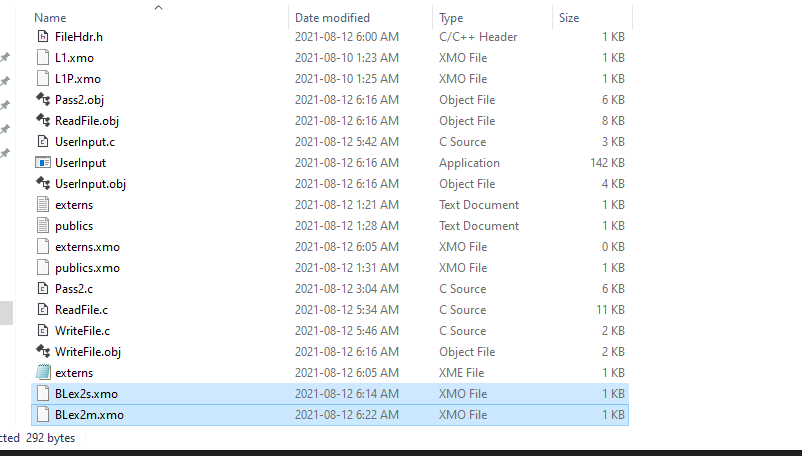 Name Date modified Type Size
FileHdr.h 2021-08-12 6:00 AM C/C++ Header 1 KB
L1.xmo 2021-08-10 1:23 AM XMO File 1 KB
L1P.xmo 2021-08-10 1:25 AM XMO File 1 KB
Pass2.obj 2021-08-12 6:16 AM Object File 6 KB
ReadFile.obj 2021-08-12 6:16 AM Object File 8 KB
UserInput.c 2021-08-12 5:42 AM C Source 3 KB
UserInput 2021-08-12 6:16 AM Application 142 KB
UserInput.obj 2021-08-12 6:16 AM Object File 4 KB
externs 2021-08-12 1:21 AM Text Document 1 KB
publics 2021-08-12 1:28 AM Text Document 1 KB
externs.xmo 2021-08-12 6:05 AM XMO File 0 KB
publics.xmo 2021-08-12 1:31 AM XMO File 1 KB
Pass2.c 2021-08-12 3:04 AM C Source 6 KB
ReadFile.c 2021-08-12 5:34 AM C Source 11 KB
WriteFile.c 2021-08-12 5:46 AM C Source 2 KB
WriteFile.obj 2021-08-12 6:16 AM Object File 2 KB
externs 2021-08-12 6:05 AM XME File 1 KB
BLex2s.xmo 2021-08-12 6:14 AM XMO File 1 KB
BLex2m.xmo 2021-08-12 6:22 AM XMO File 1 KB
cted 292 bytes